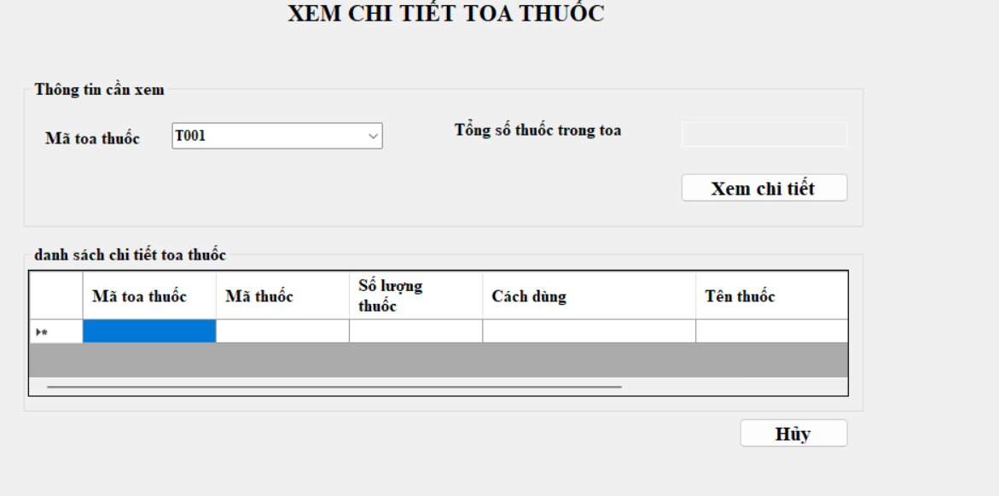 XEM CHI TIẾT TOA THUỐC
Thông tin cần xem
Mã toa thuốc
T001
Tổng số thuốc trong toa
Xem chi tiết
danh sách chi tiết toa thuốc
Mã toa thuốc
Mã thuốc
Số lượng
thuốc
Cách dùng
Tên thuốc
Hủy